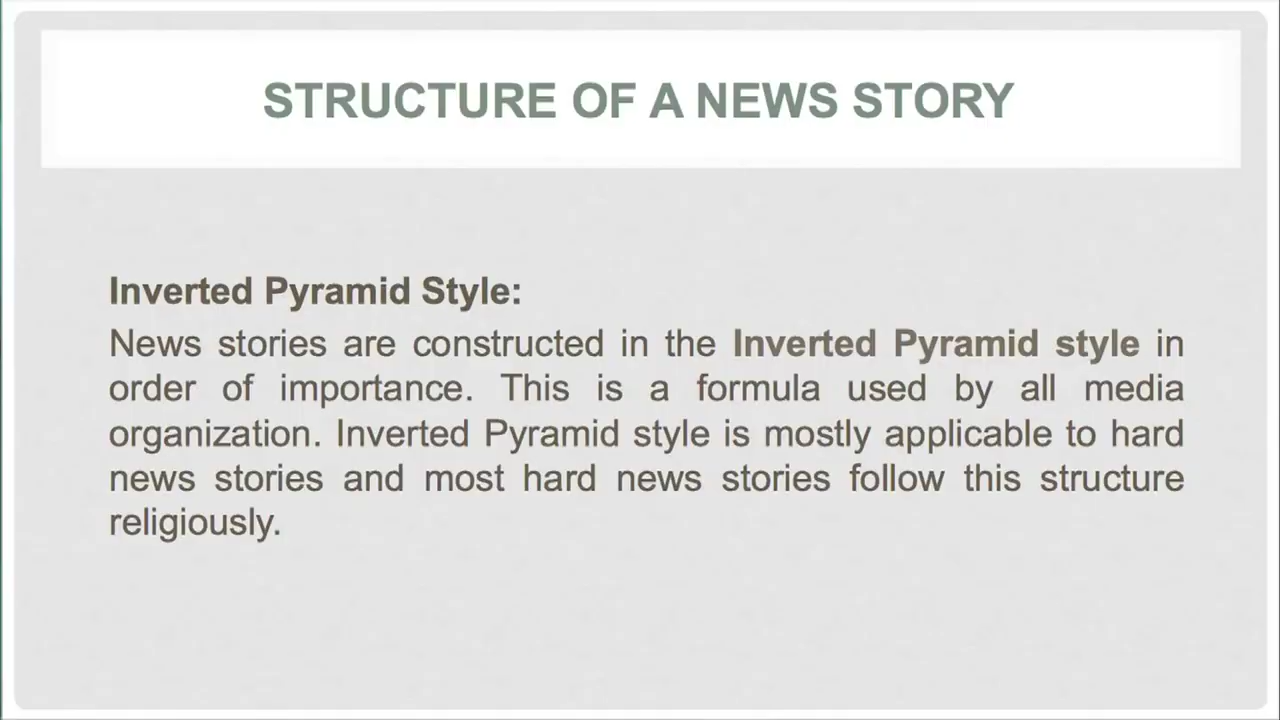 STRUCTURE OF A NEWS STORY
Inverted Pyramid Style:
News stories are constructed in the Inverted Pyramid style in
order of importance. This is a formula used by all media
organization. Inverted Pyramid style is mostly applicable to hard
news stories and most hard news stories follow this structure
religiously.